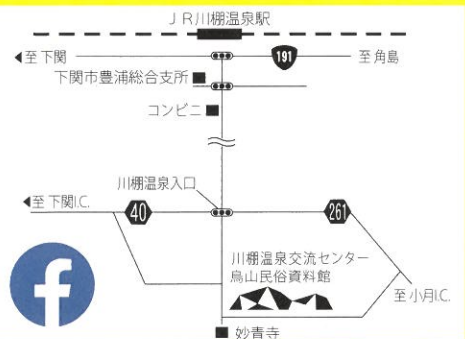 JR川棚温泉駅
至下関
191
至角島
下関市豊浦総合支所
コンビニ
川棚温泉入口
至下関I.C.
40
261
川棚温泉交流センター
烏山民俗資料館
至小月I.C.
妙青寺